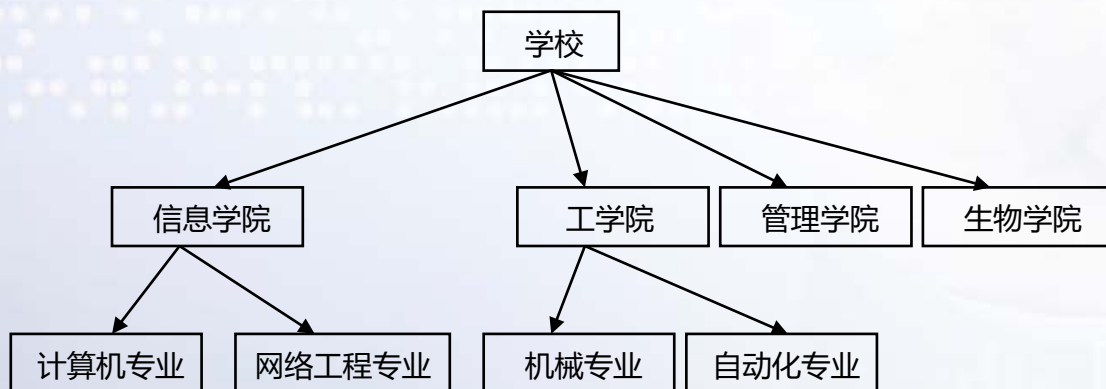 学校
信息学院
工学院
管理学院
生物学院
计算机专业
网络工程专业
机械专业
自动化专业